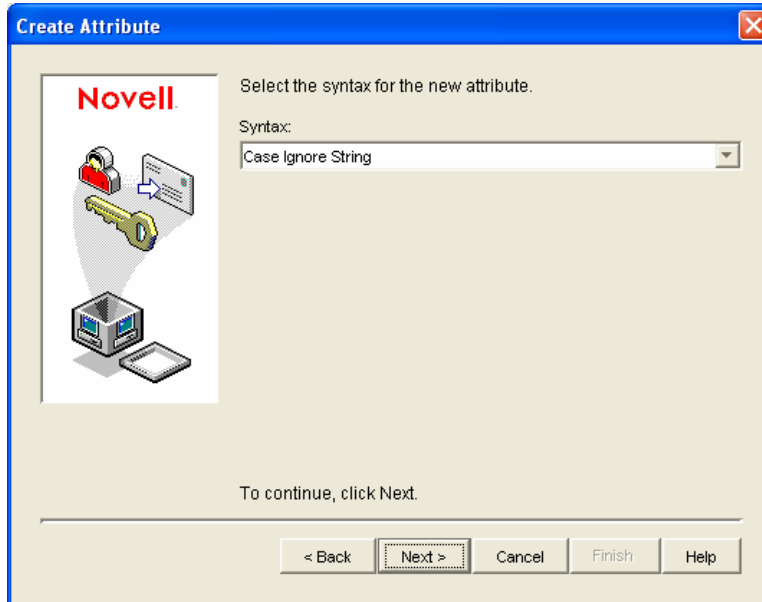 Create Attribute
Novell
Select the syntax for the new attribute.
Syntax:
Case Ignore String
To continue, click Next.
< Back Next > Cancel Finish Help